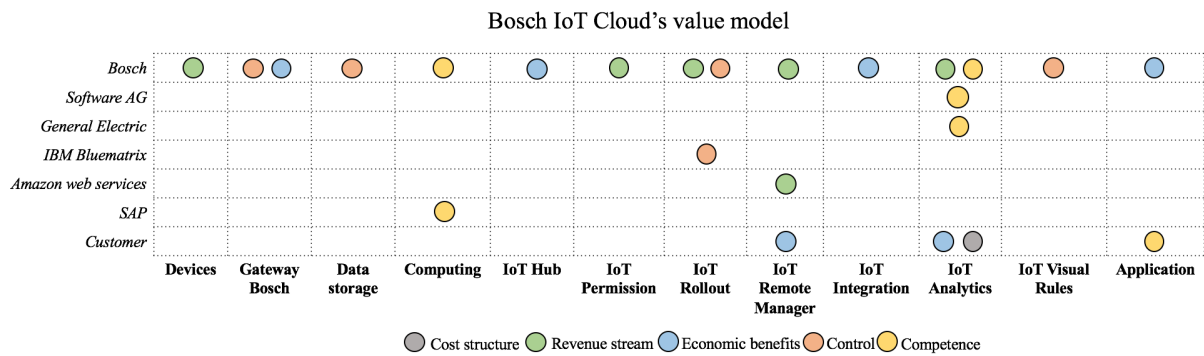 Bosch IoT Cloud's value model
Bosch
Software AG
General Electric
IBM Bluematrix
Amazon web services
SAP
Customer
Devices
Gateway
Bosch
Data
storage
Computing
IoT Hub
IoT
Permission
IoT
Rollout
IoT
Remote
Manager
IoT
Integration
IoT
Analytics
IoT Visual
Rules
Application
Cost structure
Revenue stream
Economic benefits
Control
Competence